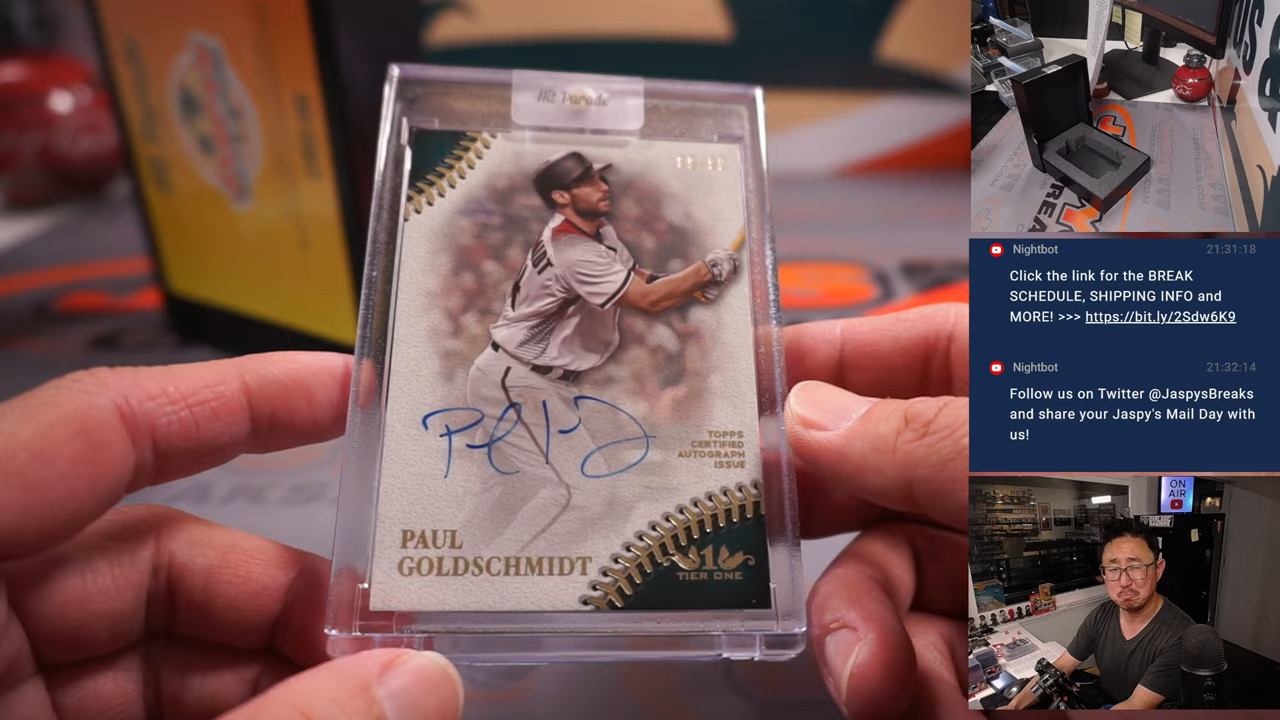 Hit Parade
TOPPS
CERTIFIED
AUTOGRAPH
ISSUE
PAUL
GOLDSCHMIDT
1
TIER ONE
Nightbot
21:31:18
Click the link for the BREAK
SCHEDULE, SHIPPING INFO and
MORE! >>> https://bit.ly/2Sdw6K9
Nightbot
21:32:14
Follow us on Twitter @JaspysBreaks
and share your Jaspy's Mail Day with
us!
ON
AIR